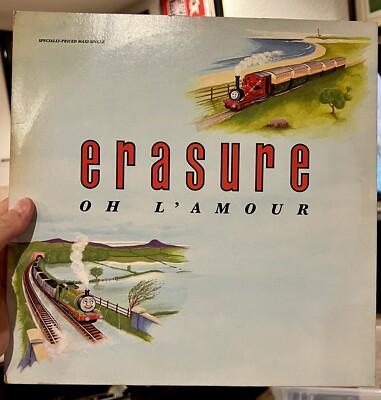 SPECIALLY-PRICED MAXI-SINGLE
erasure
OH L'AMOUR